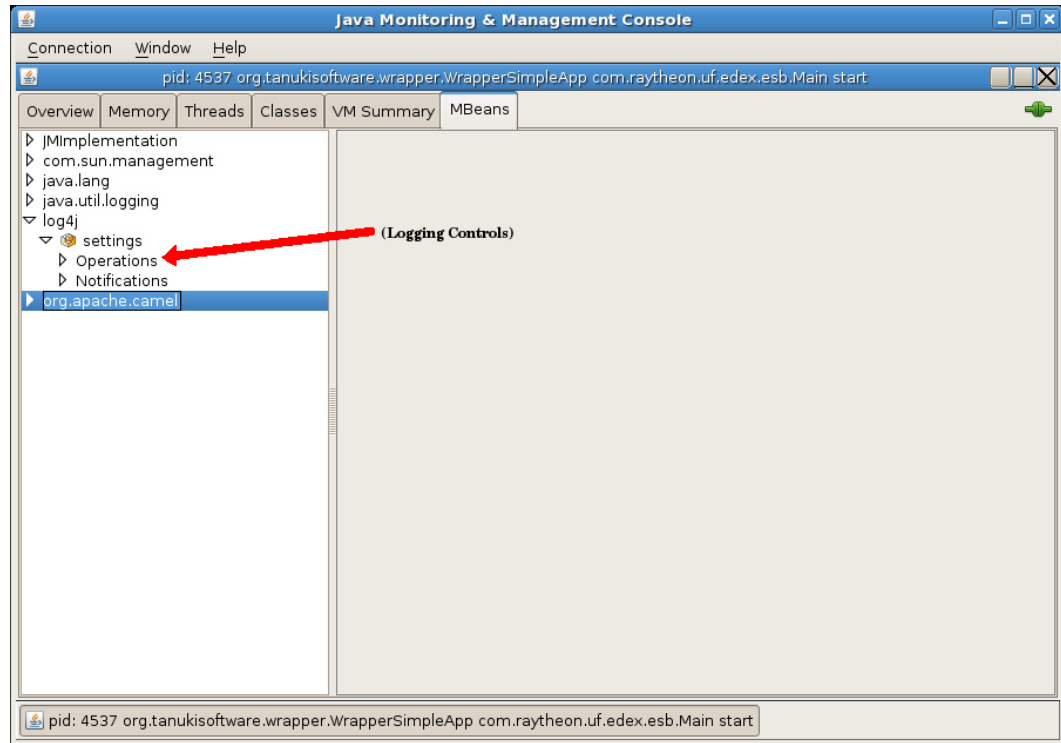 Java Monitoring & Management Console
Connection Window Help
pid: 4537 org.tanukisoftware.wrapper.WrapperSimpleApp com.raytheon.uf.edex.esb.Main start
Overview Memory Threads Classes VM Summary MBeans
JMImplementation
com.sun.management
java.lang
java.util.logging
log4j
settings
(Logging Controls)
Operations
Notifications
org.apache.camel
pid: 4537 org.tanukisoftware.wrapper.WrapperSimpleApp com.raytheon.uf.edex.esb.Main start